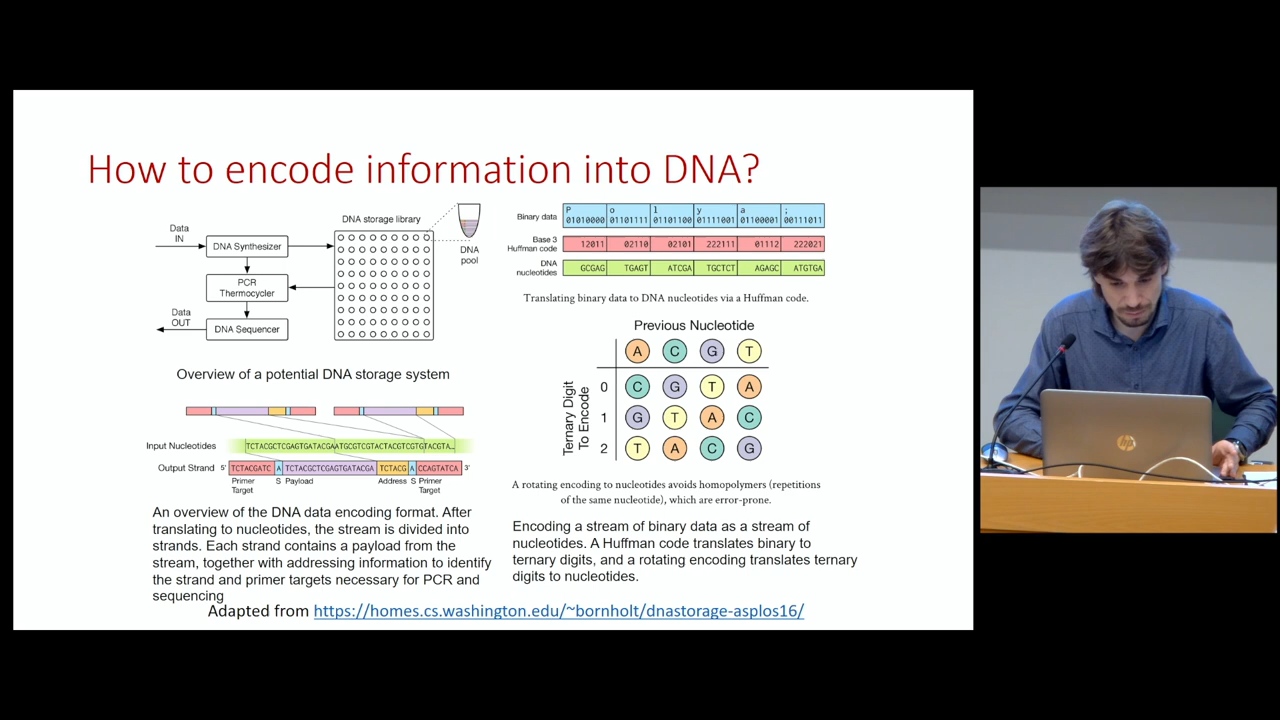 How to encode information into DNA?
Data
IN
DNA Synthesizer
PCR
Thermocycler
DNA Sequencer
Data
OUT
DNA storage library
DNA
pool
Overview of a potential DNA storage system
Input Nucleotides
TCTACGCTCGAGTGATACGAATGCGTCGTACTACGTCGTGTACGTA…
Output Strand
5' TCTACGATC A TCTACGCTCGAGTGATACGA TCTACG A CCAGTATCA 3'
Primer
Target
S Payload
Address S Primer
Target
An overview of the DNA data encoding format. After
translating to nucleotides, the stream is divided into
strands. Each strand contains a payload from the
stream, together with addressing information to identify
the strand and primer targets necessary for PCR and
sequencing
Binary data
P o l y a ;
01010000 01101111 01101100 01111001 01100001 00111011
Base 3
Huffman code
12011 02110 02101 222111 01112 222021
DNA
nucleotides
GCGAG TGAGT ATCGA TGCTCT AGAGC ATGTGA
Translating binary data to DNA nucleotides via a Huffman code.
Previous Nucleotide
A C G T
Ternary Digit
To Encode
0 C G T A
1 G T A C
2 T A C G
A rotating encoding to nucleotides avoids homopolymers (repetitions
of the same nucleotide), which are error-prone.
Encoding a stream of binary data as a stream of
nucleotides. A Huffman code translates binary to
ternary digits, and a rotating encoding translates ternary
digits to nucleotides.
Adapted from https://homes.cs.washington.edu/~bornholt/dnastorage-asplos16/
hp